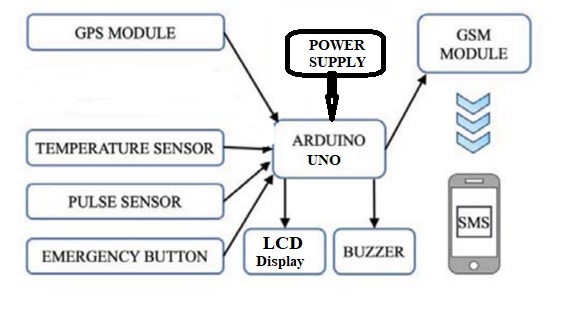 GPS MODULE
POWER
SUPPLY
GSM
MODULE
TEMPERATURE SENSOR
ARDUINO
UNO
PULSE SENSOR
SMS
EMERGENCY BUTTON
LCD
Display
BUZZER